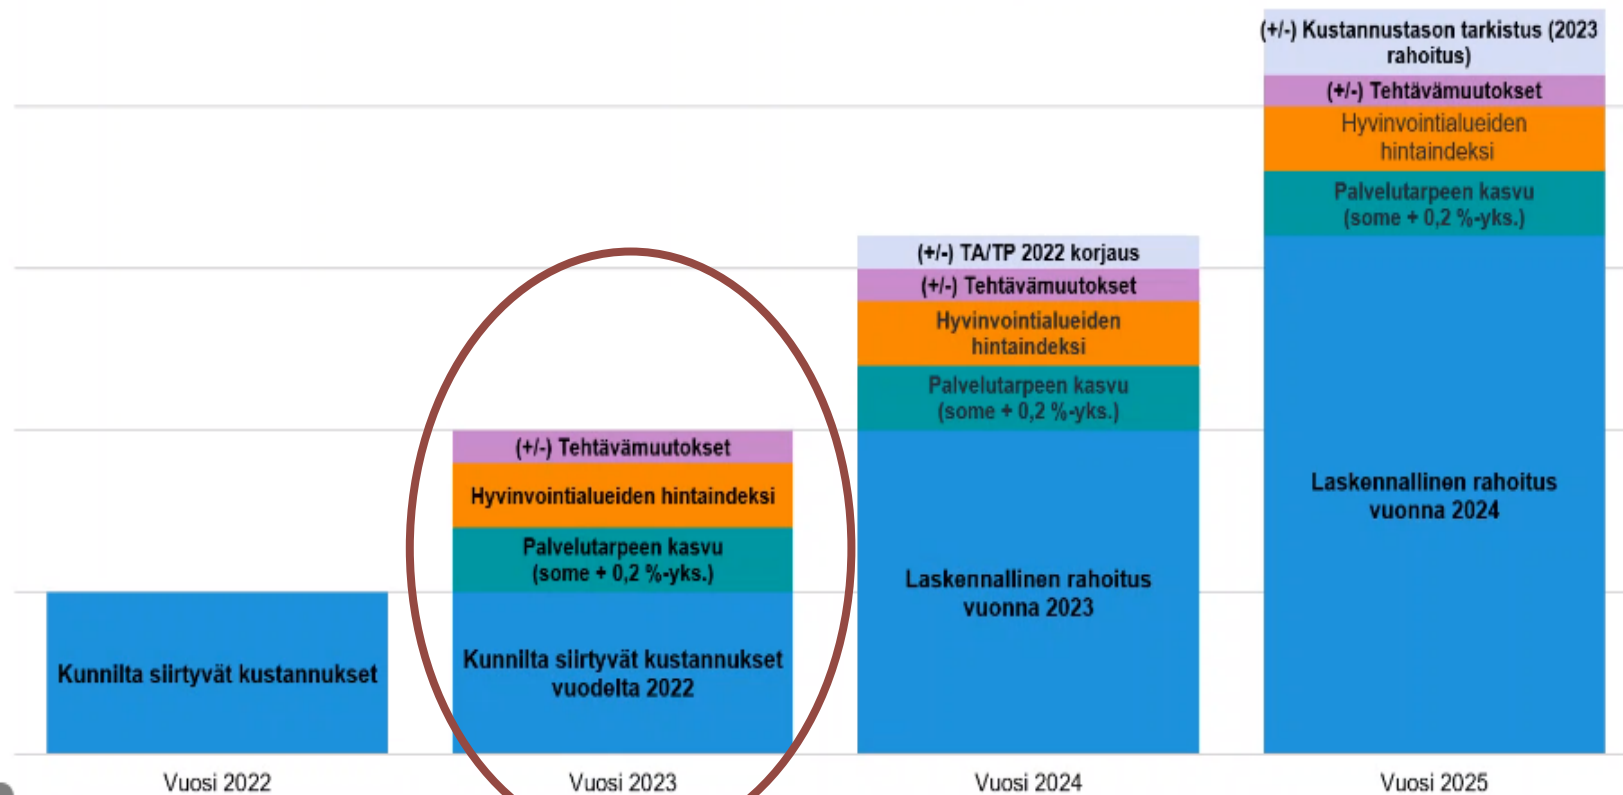 Kunnilta siirtyvät kustannukset
Vuosi 2022
(+/-) Tehtävämuutokset
Hyvinvointialueiden hintaindeksi
Palvelutarpeen kasvu
(some + 0,2 %-yks.)
Kunnilta siirtyvät kustannukset
vuodelta 2022
Vuosi 2023
(+/-) TA/TP 2022 korjaus
(+/-) Tehtävämuutokset
Hyvinvointialueiden
hintaindeksi
Palvelutarpeen kasvu
(some + 0,2 %-yks.)
Laskennallinen rahoitus
vuonna 2023
Vuosi 2024
(+/-) Kustannustason tarkistus (2023
rahoitus)
(+/-) Tehtävämuutokset
Hyvinvointialueiden
hintaindeksi
Palvelutarpeen kasvu
(some + 0,2 %-yks.)
Laskennallinen rahoitus
vuonna 2024
Vuosi 2025